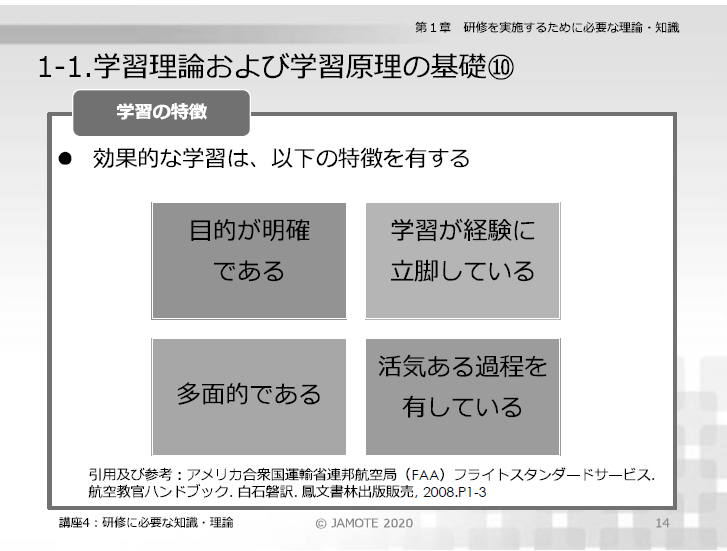 第１章　研修を実施するために必要な理論・知識
1-1.学習理論および学習原理の基礎⑩
学習の特徴
● 効果的な学習は、以下の特徴を有する
目的が明確
である
学習が経験に
立脚している
多面的である
活気ある過程を
有している
引用及び参考：アメリカ合衆国運輸省連邦航空局（FAA）フライトスタンダードサービス.
航空教官ハンドブック. 白石磐訳. 鳳文書林出版販売, 2008.P1-3
講座4：研修に必要な知識・理論
© JAMOTE 2020
14